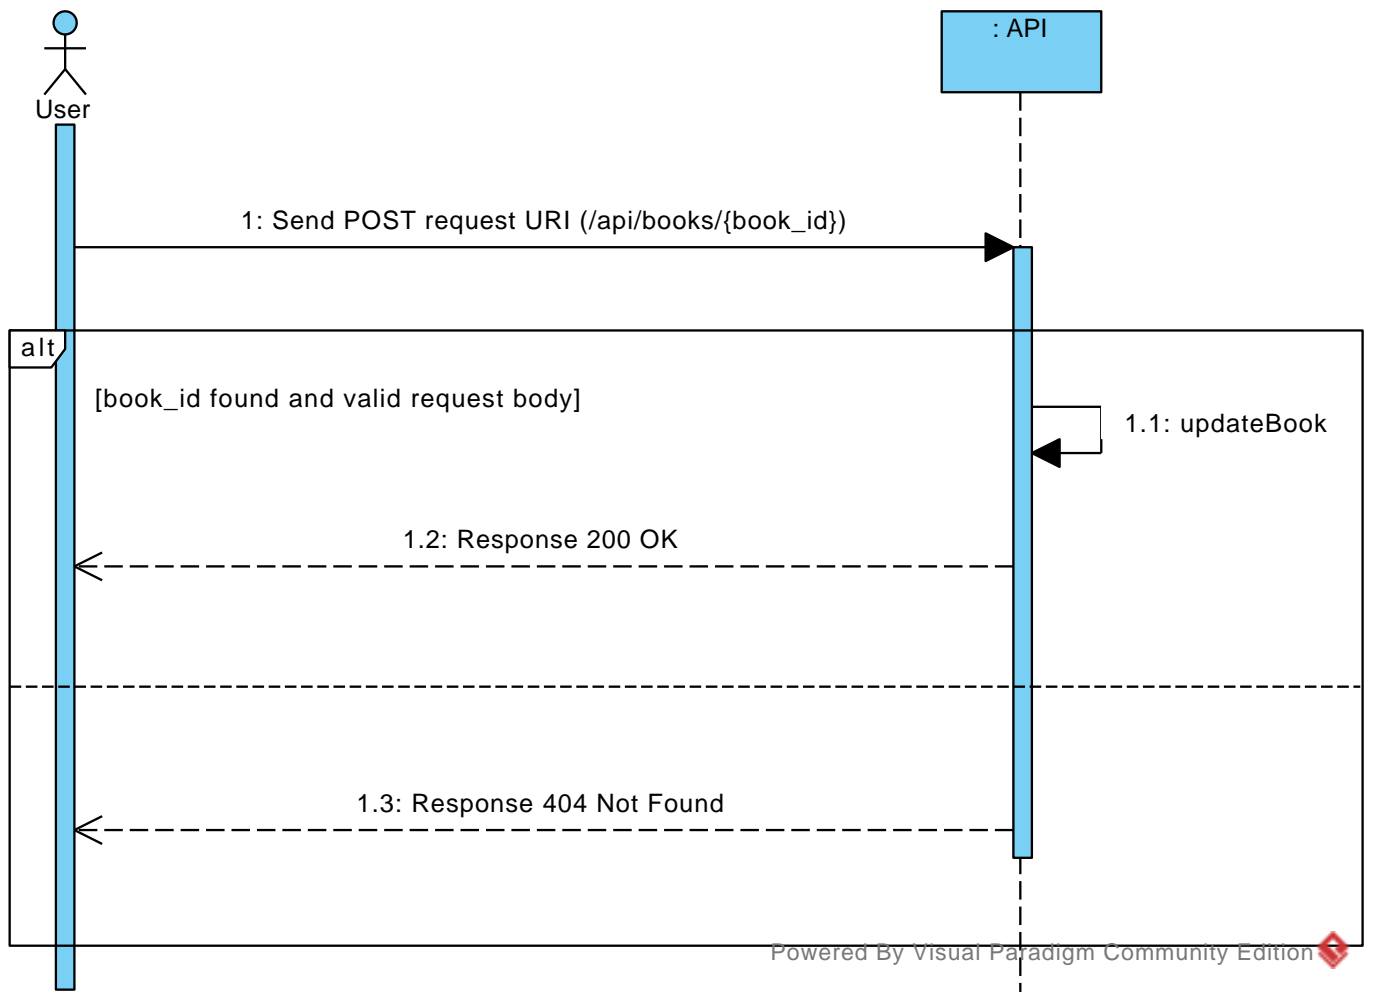 User
: API
1: Send POST request URI (/api/books/{book_id})
alt
[book_id found and valid request body]
1.1: updateBook
1.2: Response 200 OK
1.3: Response 404 Not Found
Powered By Visual Paradigm Community Edition